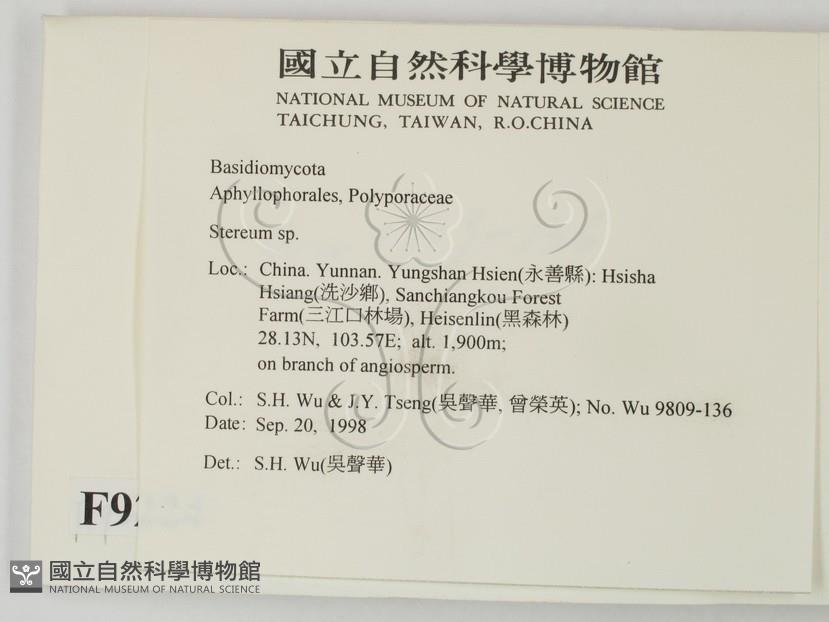 國立自然科學博物館
NATIONAL MUSEUM OF NATURAL SCIENCE
TAICHUNG, TAIWAN, R.O.CHINA
Basidiomycota
Aphyllophorales, Polyporaceae
Stereum sp.
Loc.: China. Yunnan. Yungshan Hsien(永善縣): Hsisha
Hsiang(洗沙鄉), Sanchiangkou Forest
Farm(三江口林場), Heisenlin(黑森林)
28.13N, 103.57E; alt. 1,900m;
on branch of angiosperm.
Col.: S.H. Wu & J.Y. Tseng(吳聲華, 曾榮英); No. Wu 9809-136
Date: Sep. 20, 1998
Det.: S.H. Wu(吳聲華)
國立自然科學博物館
NATIONAL MUSEUM OF NATURAL SCIENCE